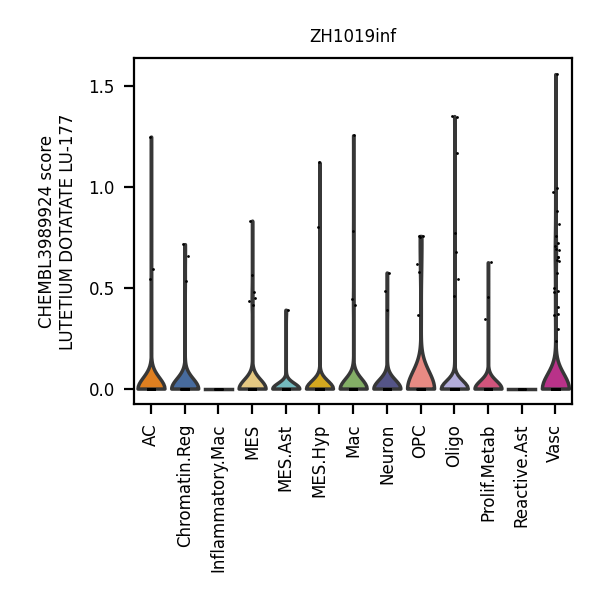 ZH1019inf
CHEMBL3989924 score
LUTETIUM DOTATATE LU-177
1.5
1.0
0.5
0.0
AC
Chromatin.Reg
Inflammatory.Mac
MES
MES.Ast
MES.Hyp
Mac
Neuron
OPC
Oligo
Prolif.Metab
Reactive.Ast
Vasc